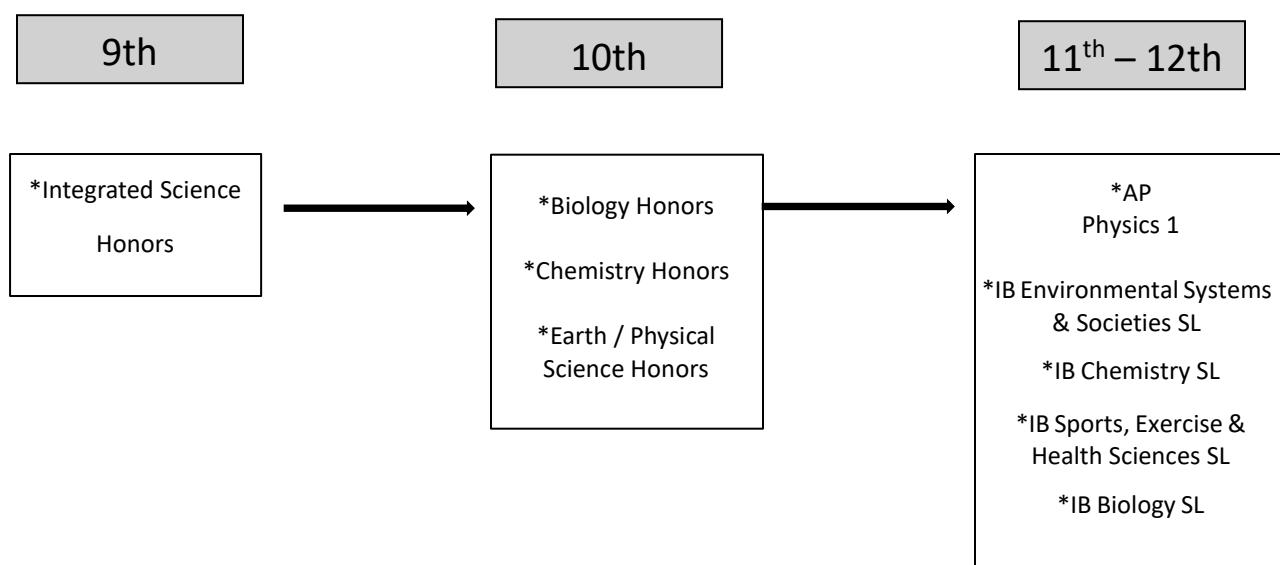 9th
10th
11th – 12th
*Integrated Science
Honors
*Biology Honors
*Chemistry Honors
*Earth / Physical
Science Honors
*AP
Physics 1
*IB Environmental Systems
& Societies SL
*IB Chemistry SL
*IB Sports, Exercise &
Health Sciences SL
*IB Biology SL